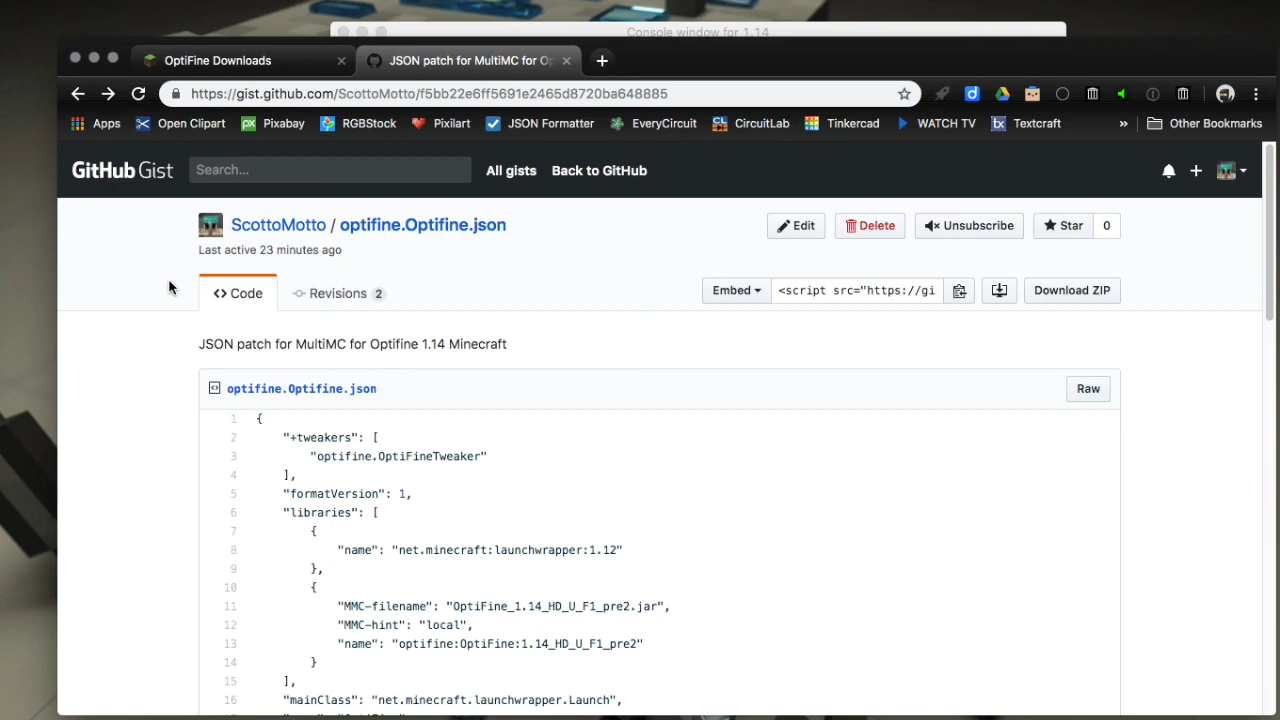 Console window for 1.14
OptiFine Downloads
JSON patch for MultiMC for Op
https://gist.github.com/ScottoMotto/f5bb22e6ff5691e2465d8720ba648885
Apps
Open Clipart
px Pixabay
RGBStock
Pixilart
JSON Formatter
EveryCircuit
CL CircuitLab
Tinkercad
WATCH TV
tx Textcraft
» Other Bookmarks
GitHub Gist
Search...
All gists
Back to GitHub
ScottoMotto / optifine.Optifine.json
Edit
Delete
Unsubscribe
Star 0
Last active 23 minutes ago
<> Code
Revisions 2
Embed
<script src="https://gi
Download ZIP
JSON patch for MultiMC for Optifine 1.14 Minecraft
optifine.Optifine.json
Raw
1 {
2 "+tweakers": [
3 "optifine.OptiFineTweaker"
4 ],
5 "formatVersion": 1,
6 "libraries": [
7 {
8 "name": "net.minecraft:launchwrapper:1.12"
9 },
10 {
11 "MMC-filename": "OptiFine_1.14_HD_U_F1_pre2.jar",
12 "MMC-hint": "local",
13 "name": "optifine:OptiFine:1.14_HD_U_F1_pre2"
14 }
15 ],
16 "mainClass": "net.minecraft.launchwrapper.Launch",